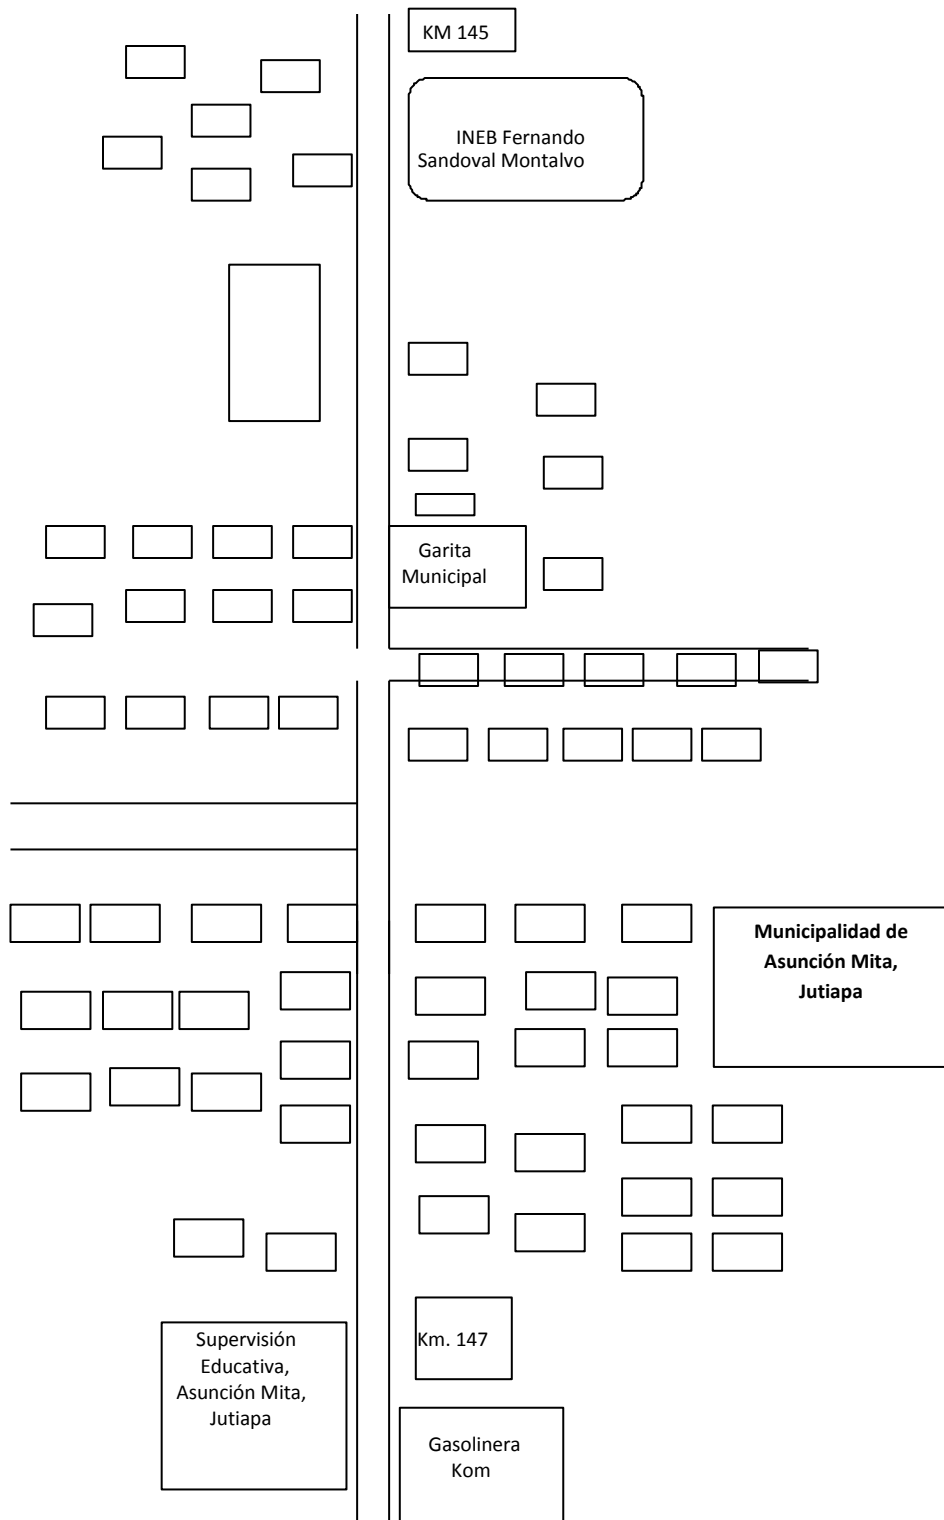 KM 145
INEB Fernando
Sandoval Montalvo
Garita
Municipal
Municipalidad de
Asunción Mita,
Jutiapa
Supervisión
Educativa,
Asunción Mita,
Jutiapa
Km. 147
Gasolinera
Kom